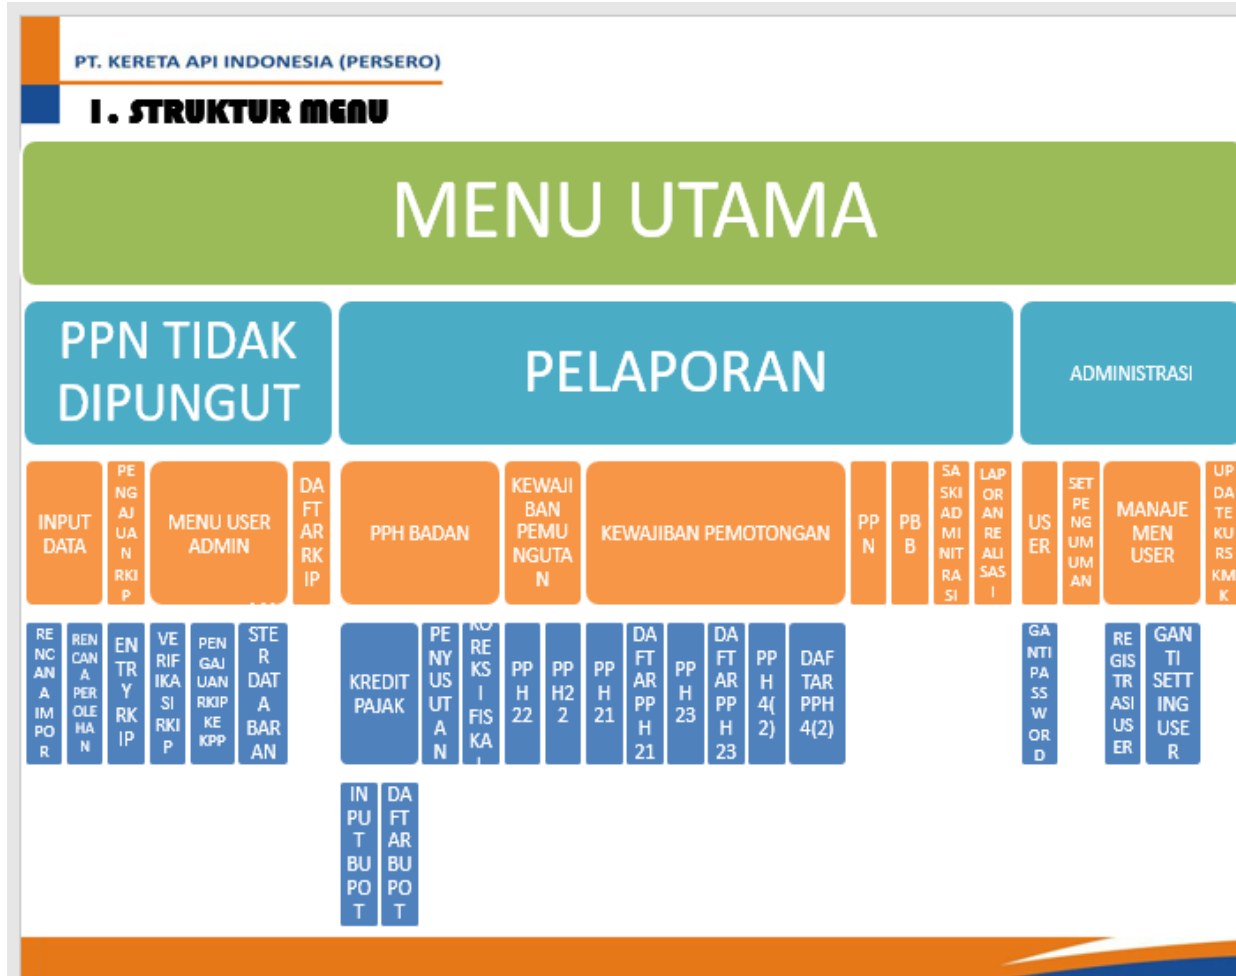 PT. KERETA API INDONESIA (PERSERO)
1. STRUKTUR MENU
MENU UTAMA
PPN TIDAK
DIPUNGUT
PELAPORAN
ADMINISTRASI
INPUT
DATA
PE
NG
AJ
UA
N
RKI
P
MENU USER
ADMIN
DA
FT
AR
RK
IP
PPH BADAN
KEWAJI
BAN
PEMU
NGUTA
N
KEWAJIBAN PEMOTONGAN
PP
N
PB
B
SA
SKI
AD
MI
NIT
RA
SI
LAP
OR
AN
RE
ALI
SAS
I
US
ER
SET
PE
NG
UM
UM
AN
MANAJE
MEN
USER
UP
DA
TE
KU
RS
KM
K
RE
NC
AN
A
IM
PO
R
REN
CAN
A
PER
OLE
HA
N
EN
TR
Y
RK
IP
VE
RIF
IKA
SI
RKI
P
PEN
GAJ
UAN
RKIP
KE
KPP
STE
R
DAT
A
BAR
AN
KREDIT
PAJAK
PE
NY
US
UT
A
N
KO
RE
KS
I
FIS
KA
PP
H
22
PP
H2
2
PP
H
21
DA
FT
AR
PP
H
21
PP
H
23
DA
FT
AR
PP
H
23
PP
H
4(
2)
DAF
TAR
PPH
4(2)
GA
NTI
PA
SS
W
OR
D
RE
GIS
TR
ASI
US
ER
GAN
TI
SETT
ING
USE
R
IN
PU
T
BU
PO
T
DA
FT
AR
BU
PO
T